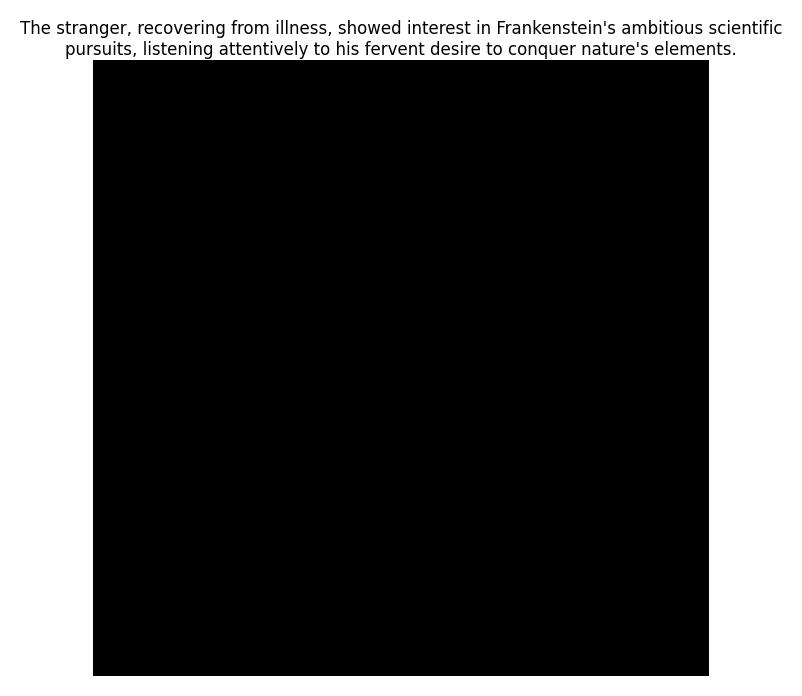 The stranger, recovering from illness, showed interest in Frankenstein's ambitious scientific
pursuits, listening attentively to his fervent desire to conquer nature's elements.